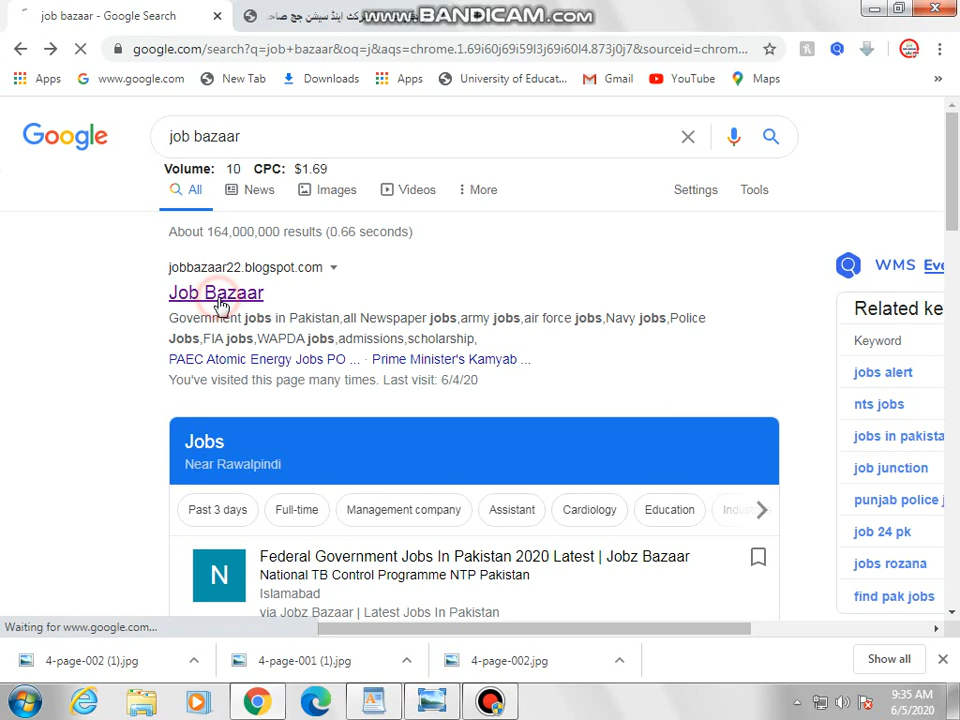 job bazaar - Google Search
ركٹ اينڈ سيشن جج صاحب
www.BANDICAM.com
google.com/search?q=job+bazaar&oq=j&aqs=chrome.1.69i60j69i59l3j69i60l4.873j0j7&sourceid=chrom...
Apps
www.google.com
New Tab
Downloads
Apps
University of Educat...
Gmail
YouTube
Maps
»
Google
job bazaar
Volume: 10 CPC: $1.69
All
News
Images
Videos
More
Settings
Tools
About 164,000,000 results (0.66 seconds)
jobbazaar22.blogspot.com
Job Bazaar
Government jobs in Pakistan,all Newspaper jobs,army jobs,air force jobs,Navy jobs,Police
Jobs,FIA jobs,WAPDA jobs,admissions,scholarship,
PAEC Atomic Energy Jobs PO ... · Prime Minister's Kamyab ...
You've visited this page many times. Last visit: 6/4/20
Jobs
Near Rawalpindi
Past 3 days
Full-time
Management company
Assistant
Cardiology
Education
Indu
N
Federal Government Jobs In Pakistan 2020 Latest | Jobz Bazaar
National TB Control Programme NTP Pakistan
Islamabad
via Jobz Bazaar | Latest Jobs In Pakistan
WMS Eve
Related ke
Keyword
jobs alert
nts jobs
jobs in pakista
job junction
punjab police j
job 24 pk
jobs rozana
find pak jobs
Waiting for www.google.com...
4-page-002 (1).jpg
4-page-001 (1).jpg
4-page-002.jpg
Show all
9:35 AM
6/5/2020